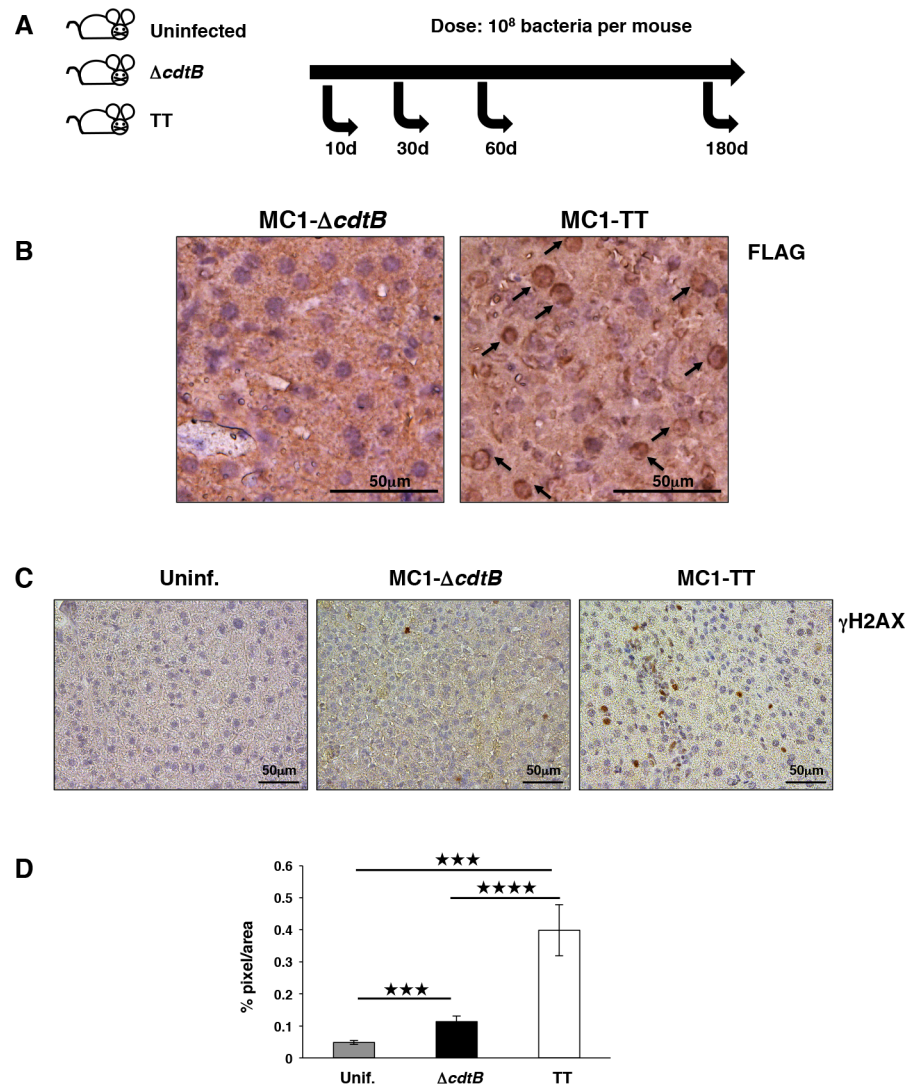 A
Uninfected
ΔcdtB
TT
Dose: 10⁸ bacteria per mouse
10d 30d 60d 180d
B
MC1-ΔcdtB MC1-TT
FLAG
50μm 50μm
C
Uninf. MC1-ΔcdtB MC1-TT
γH2AX
50μm 50μm 50μm
D
% pixel/area
0.6
0.5
0.4
0.3
0.2
0.1
0
★★★
★★★★
★★★
Unif. ΔcdtB TT